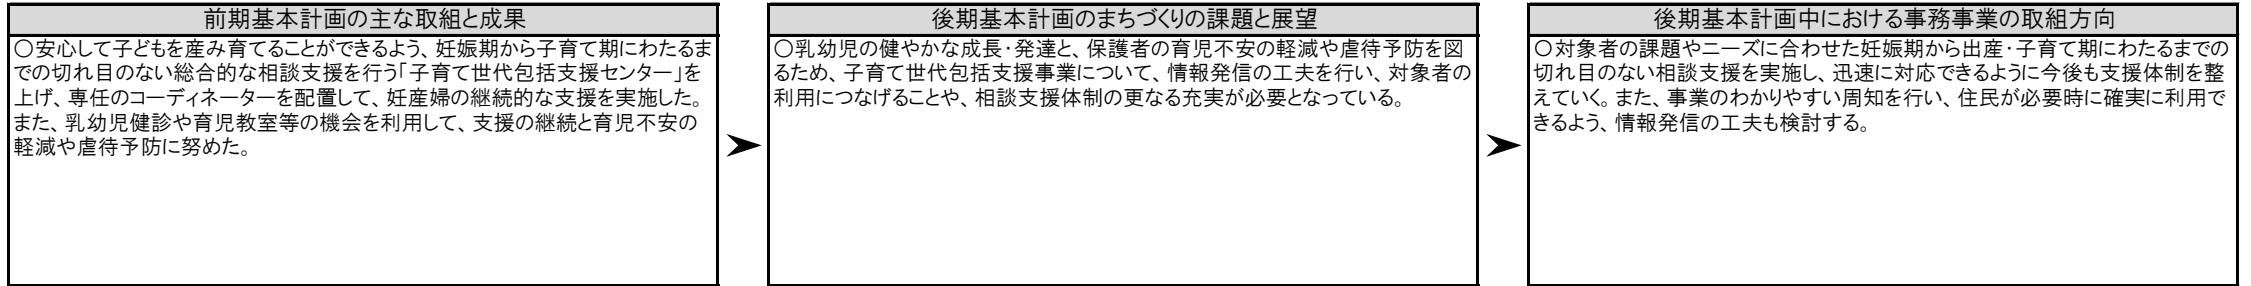 前期基本計画の主な取組と成果
○安心して子どもを産み育てることができるよう、妊娠期から子育て期にわたるま
での切れ目のない総合的な相談支援を行う「子育て世代包括支援センター」を
上げ、専任のコーディネーターを配置して、妊産婦の継続的な支援を実施した。
また、乳幼児健診や育児教室等の機会を利用して、支援の継続と育児不安の
軽減や虐待予防に努めた。
後期基本計画のまちづくりの課題と展望
○乳幼児の健やかな成長・発達と、保護者の育児不安の軽減や虐待予防を図
るため、子育て世代包括支援事業について、情報発信の工夫を行い、対象者の
利用につなげることや、相談支援体制の更なる充実が必要となっている。
後期基本計画中における事務事業の取組方向
○対象者の課題やニーズに合わせた妊娠期から出産・子育て期にわたるまでの
切れ目のない相談支援を実施し、迅速に対応できるように今後も支援体制を整
えていく。また、事業のわかりやすい周知を行い、住民が必要時に確実に利用で
きるよう、情報発信の工夫も検討する。